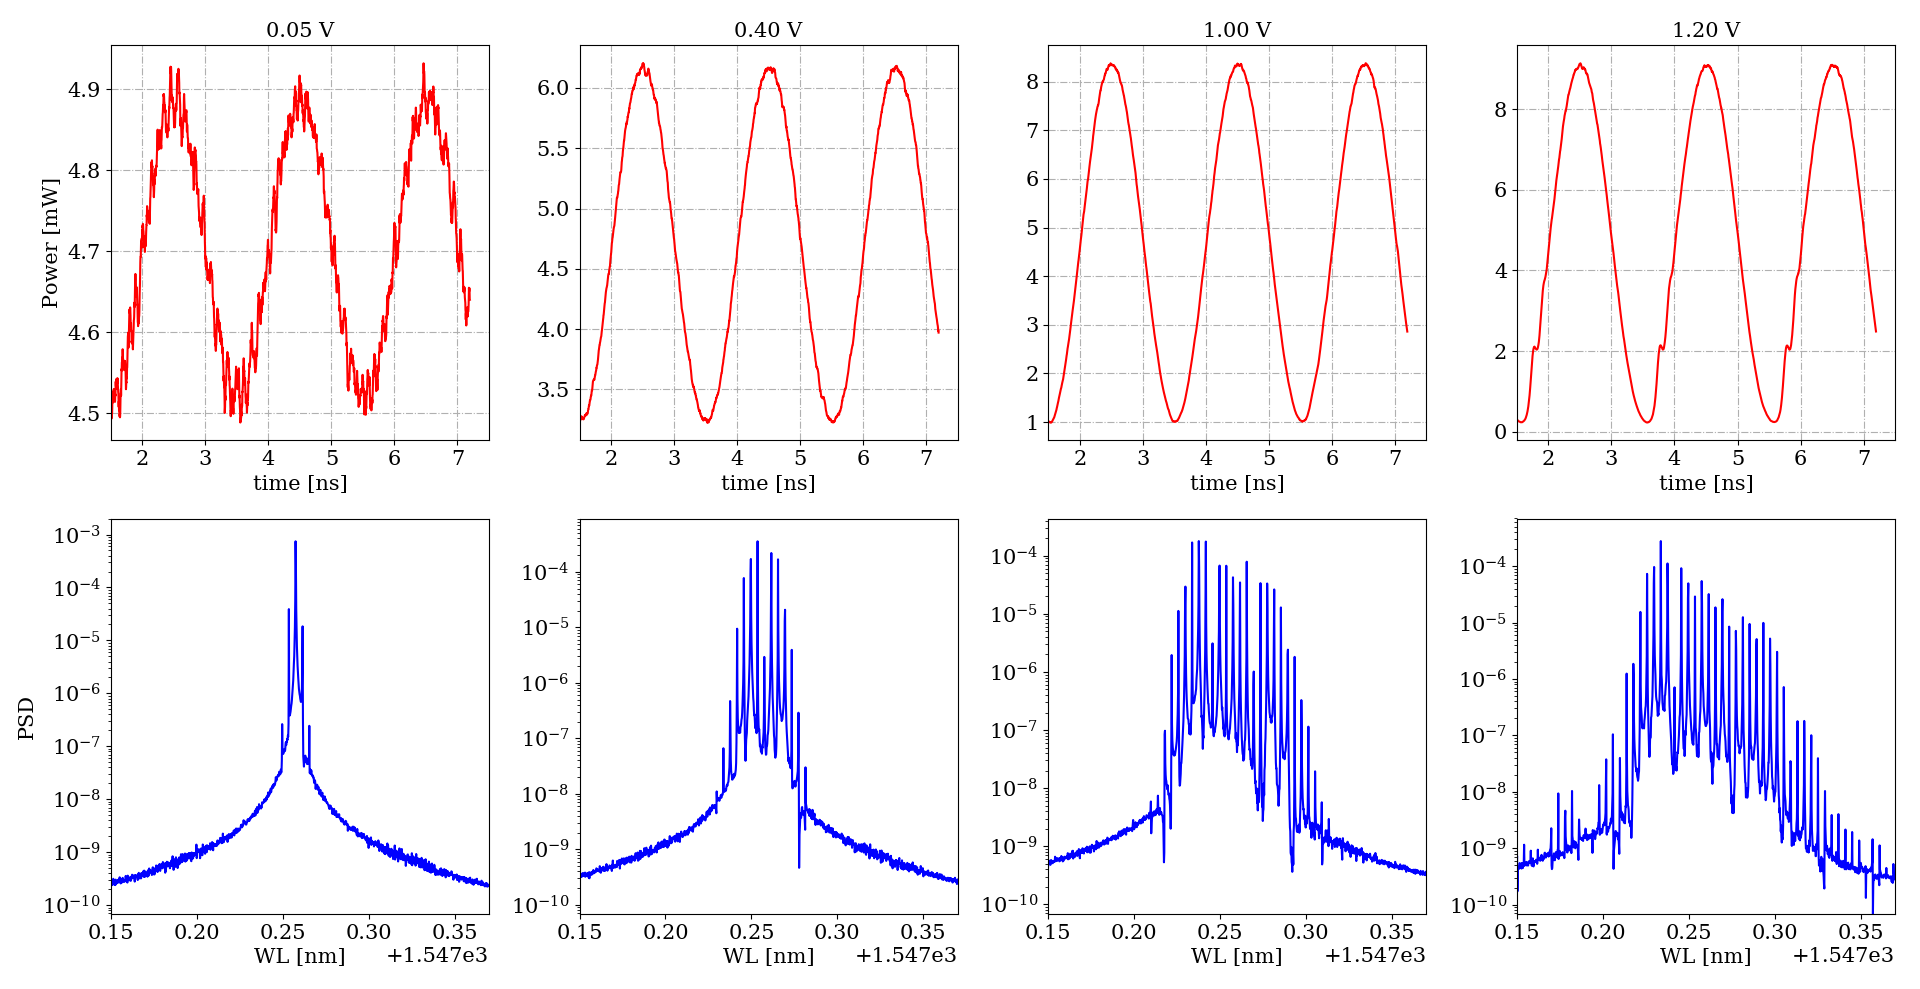 0.05 V
0.40 V
1.00 V
1.20 V
Power [mW]
4.9
4.8
4.7
4.6
4.5
2 3 4 5 6 7
time [ns]
6.0
5.5
5.0
4.5
4.0
3.5
2 3 4 5 6 7
time [ns]
8
7
6
5
4
3
2
1
2 3 4 5 6 7
time [ns]
8
6
4
2
0
2 3 4 5 6 7
time [ns]
PSD
10⁻³
10⁻⁴
10⁻⁵
10⁻⁶
10⁻⁷
10⁻⁸
10⁻⁹
10⁻¹⁰
0.15 0.20 0.25 0.30 0.35
WL [nm] +1.547e3
10⁻⁴
10⁻⁵
10⁻⁶
10⁻⁷
10⁻⁸
10⁻⁹
10⁻¹⁰
0.15 0.20 0.25 0.30 0.35
WL [nm] +1.547e3
10⁻⁴
10⁻⁵
10⁻⁶
10⁻⁷
10⁻⁸
10⁻⁹
10⁻¹⁰
0.15 0.20 0.25 0.30 0.35
WL [nm] +1.547e3
10⁻⁴
10⁻⁵
10⁻⁶
10⁻⁷
10⁻⁸
10⁻⁹
10⁻¹⁰
0.15 0.20 0.25 0.30 0.35
WL [nm] +1.547e3